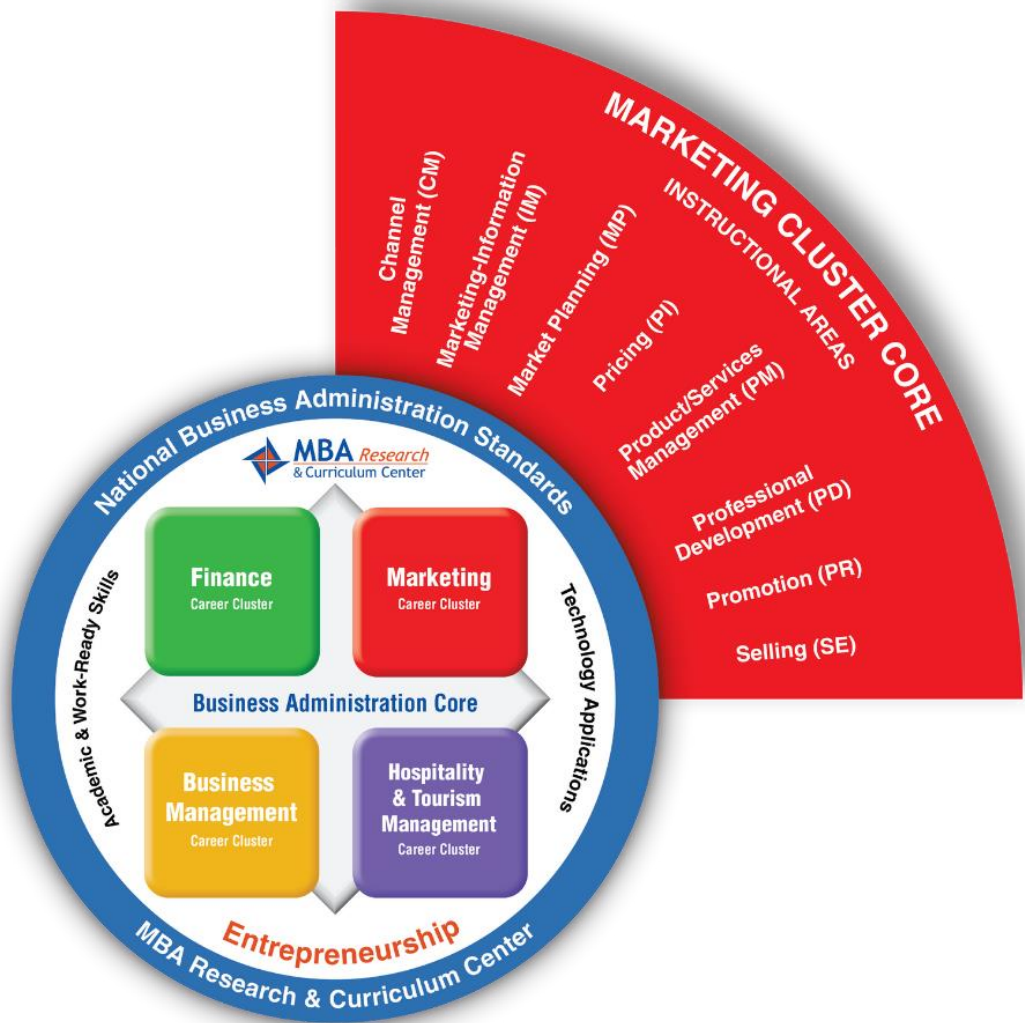 MARKETING CLUSTER CORE
INSTRUCTIONAL AREAS
Channel
Management (CM)
Marketing-Information
Management (IM)
Market Planning (MP)
Pricing (PI)
Product/Services
Management (PM)
Professional
Development (PD)
Promotion (PR)
Selling (SE)
National Business Administration Standards
MBA Research
& Curriculum Center
Academic & Work-Ready Skills
Technology Applications
Finance
Career Cluster
Marketing
Career Cluster
Business Administration Core
Business
Management
Career Cluster
Hospitality
& Tourism
Management
Career Cluster
Entrepreneurship
MBA Research & Curriculum Center